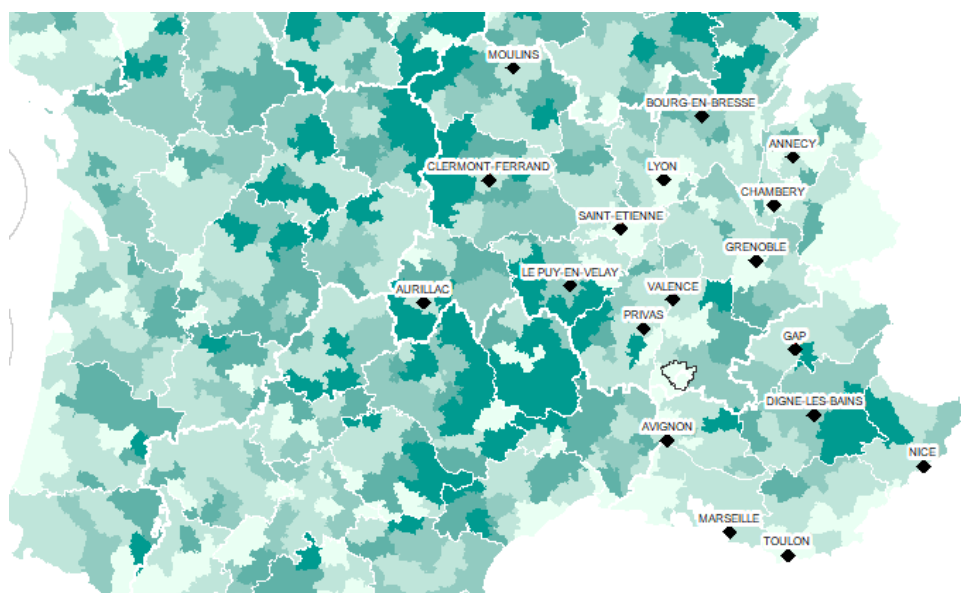 MOULINS
BOURG-EN-BRESSE
ANNECY
CLERMONT-FERRAND
LYON
CHAMBERY
SAINT-ETIENNE
GRENOBLE
LE PUY-EN-VELAY
AURILLAC
VALENCE
PRIVAS
GAP
DIGNE-LES-BAINS
AVIGNON
NICE
MARSEILLE
TOULON